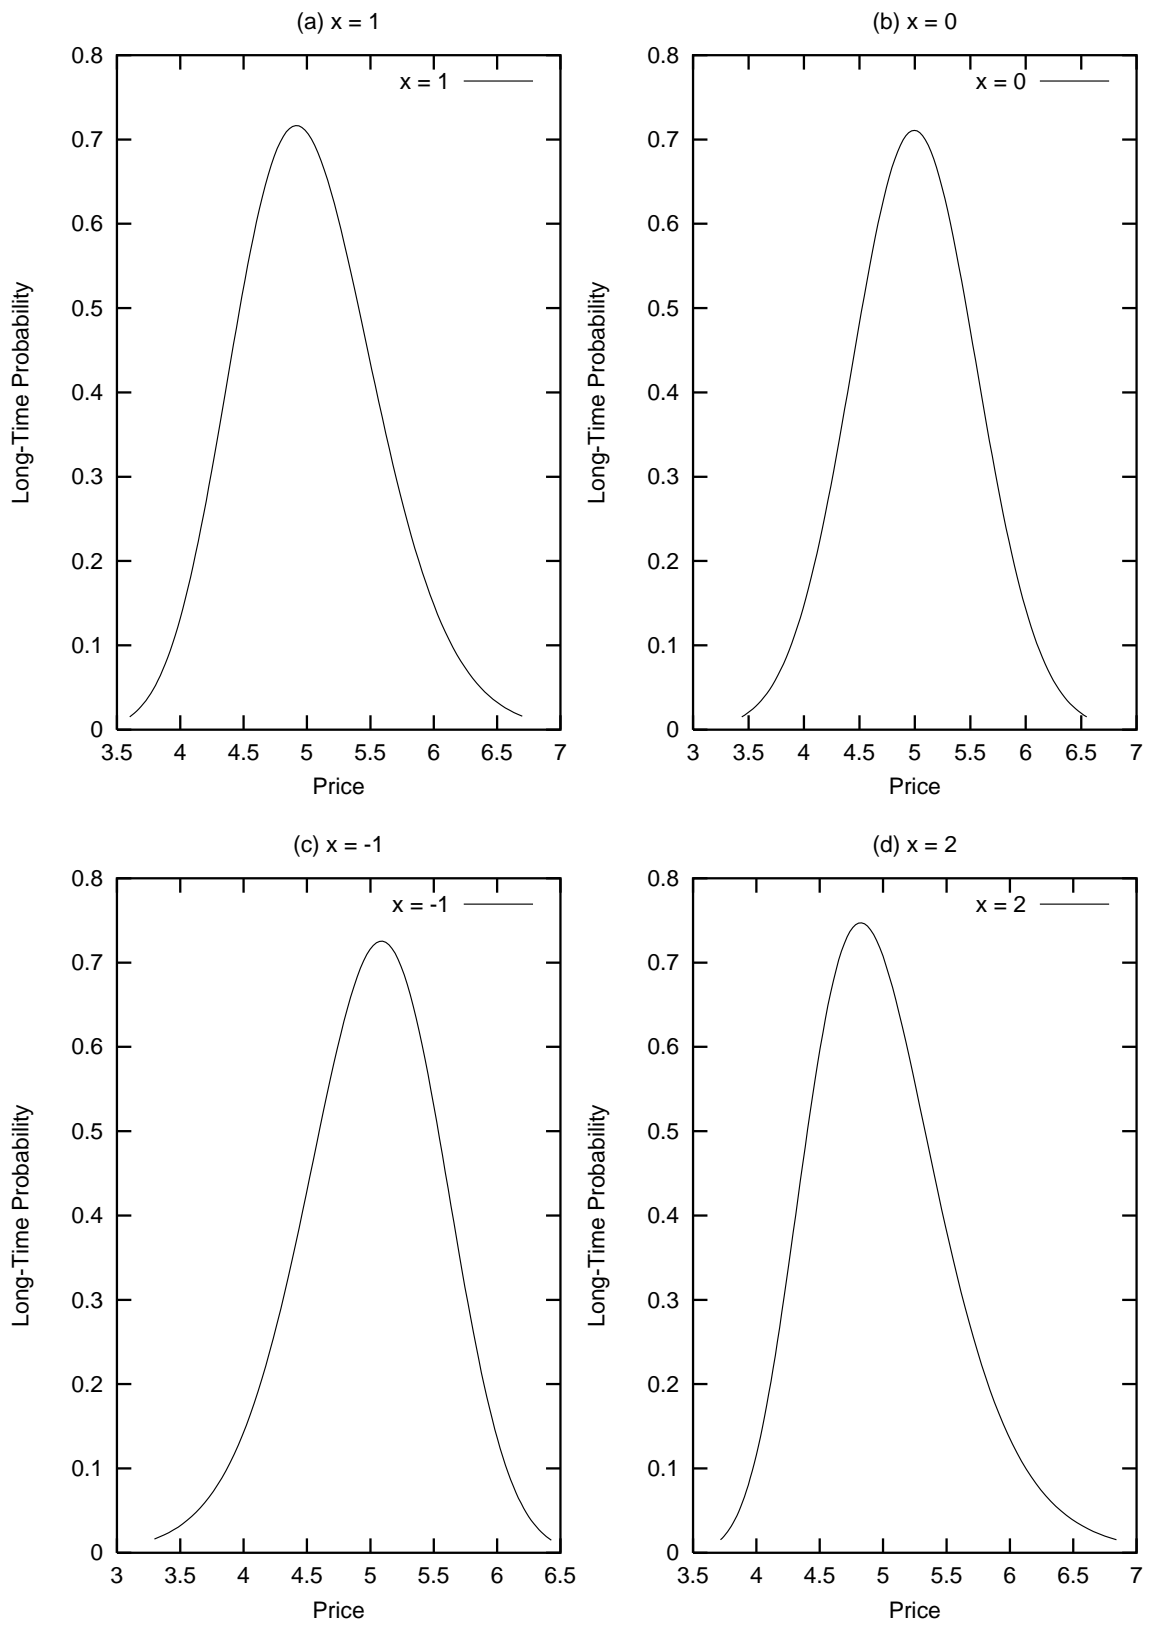 (a) x = 1
0.8
0.7
0.6
0.5
0.4
0.3
0.2
0.1
0
3.5 4 4.5 5 5.5 6 6.5 7
Long-Time Probability
Price
x = 1
(b) x = 0
0.8
0.7
0.6
0.5
0.4
0.3
0.2
0.1
0
3 3.5 4 4.5 5 5.5 6 6.5 7
Long-Time Probability
Price
x = 0
(c) x = -1
0.8
0.7
0.6
0.5
0.4
0.3
0.2
0.1
0
3 3.5 4 4.5 5 5.5 6 6.5
Long-Time Probability
Price
x = -1
(d) x = 2
0.8
0.7
0.6
0.5
0.4
0.3
0.2
0.1
0
3.5 4 4.5 5 5.5 6 6.5 7
Long-Time Probability
Price
x = 2